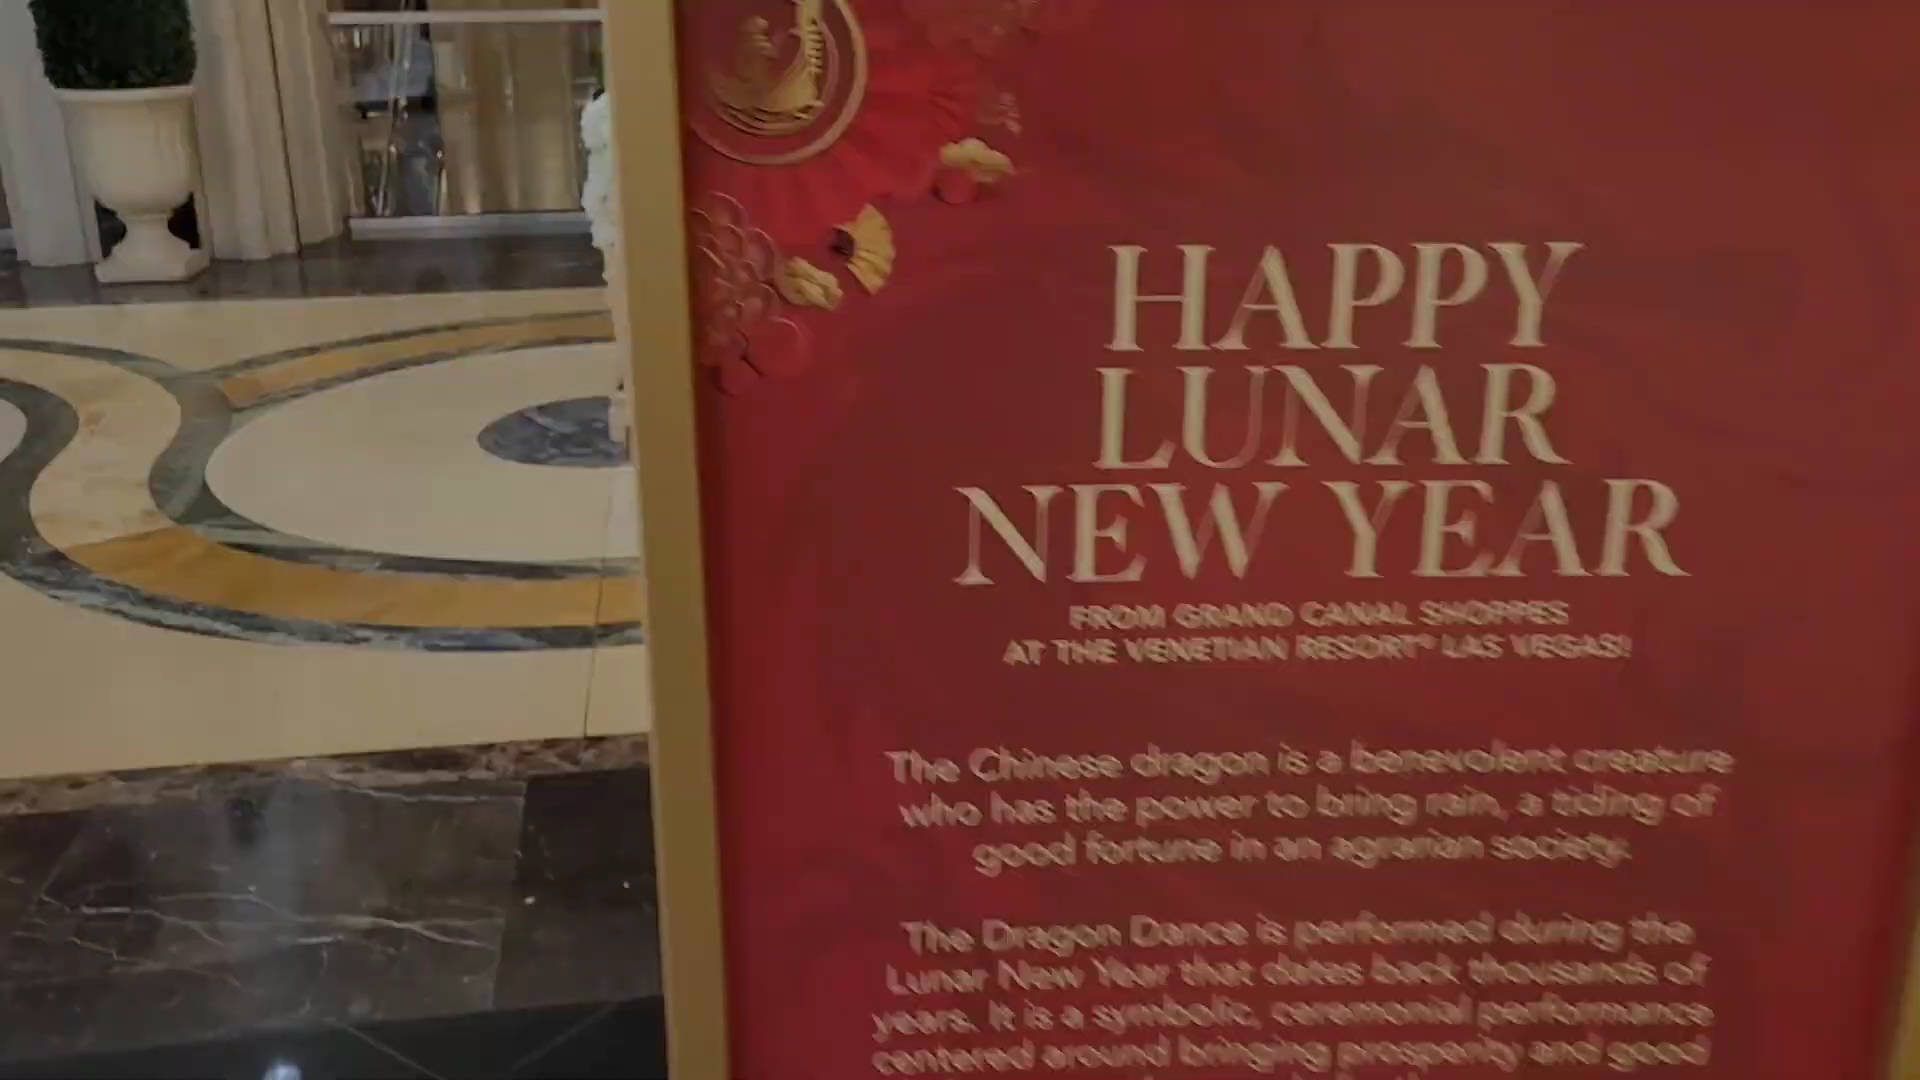 HAPPY
LUNAR
NEW YEAR
FROM GRAND CANAL SHOPPES
AT THE VENETIAN RESORT® LAS VEGAS!
The Chinese dragon is a benevolent creature
who has the power to bring rain, a tiding of
good fortune in an agrarian society.
The Dragon Dance is performed during the
Lunar New Year that dates back thousands of
years. It is a symbolic, ceremonial performance
centered around bringing prosperity and good